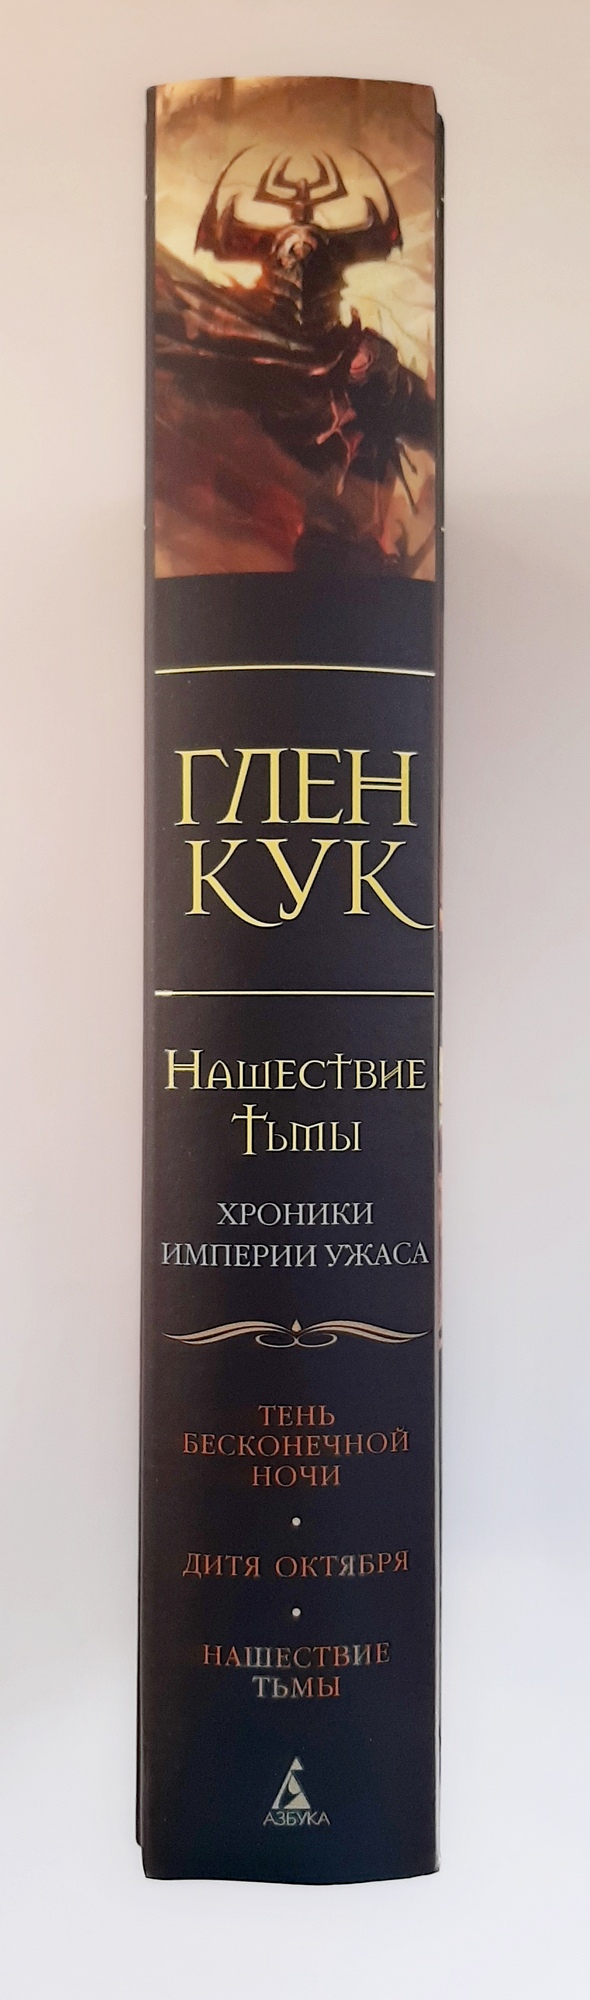 ГЛЕН
КУК
Нашествие
Тьмы
ХРОНИКИ
ИМПЕРИИ УЖАСА
ТЕНЬ
БЕСКОНЕЧНОЙ
НОЧИ
•
ДИТЯ ОКТЯБРЯ
•
НАШЕСТВИЕ
ТЬМЫ
АЗБУКА